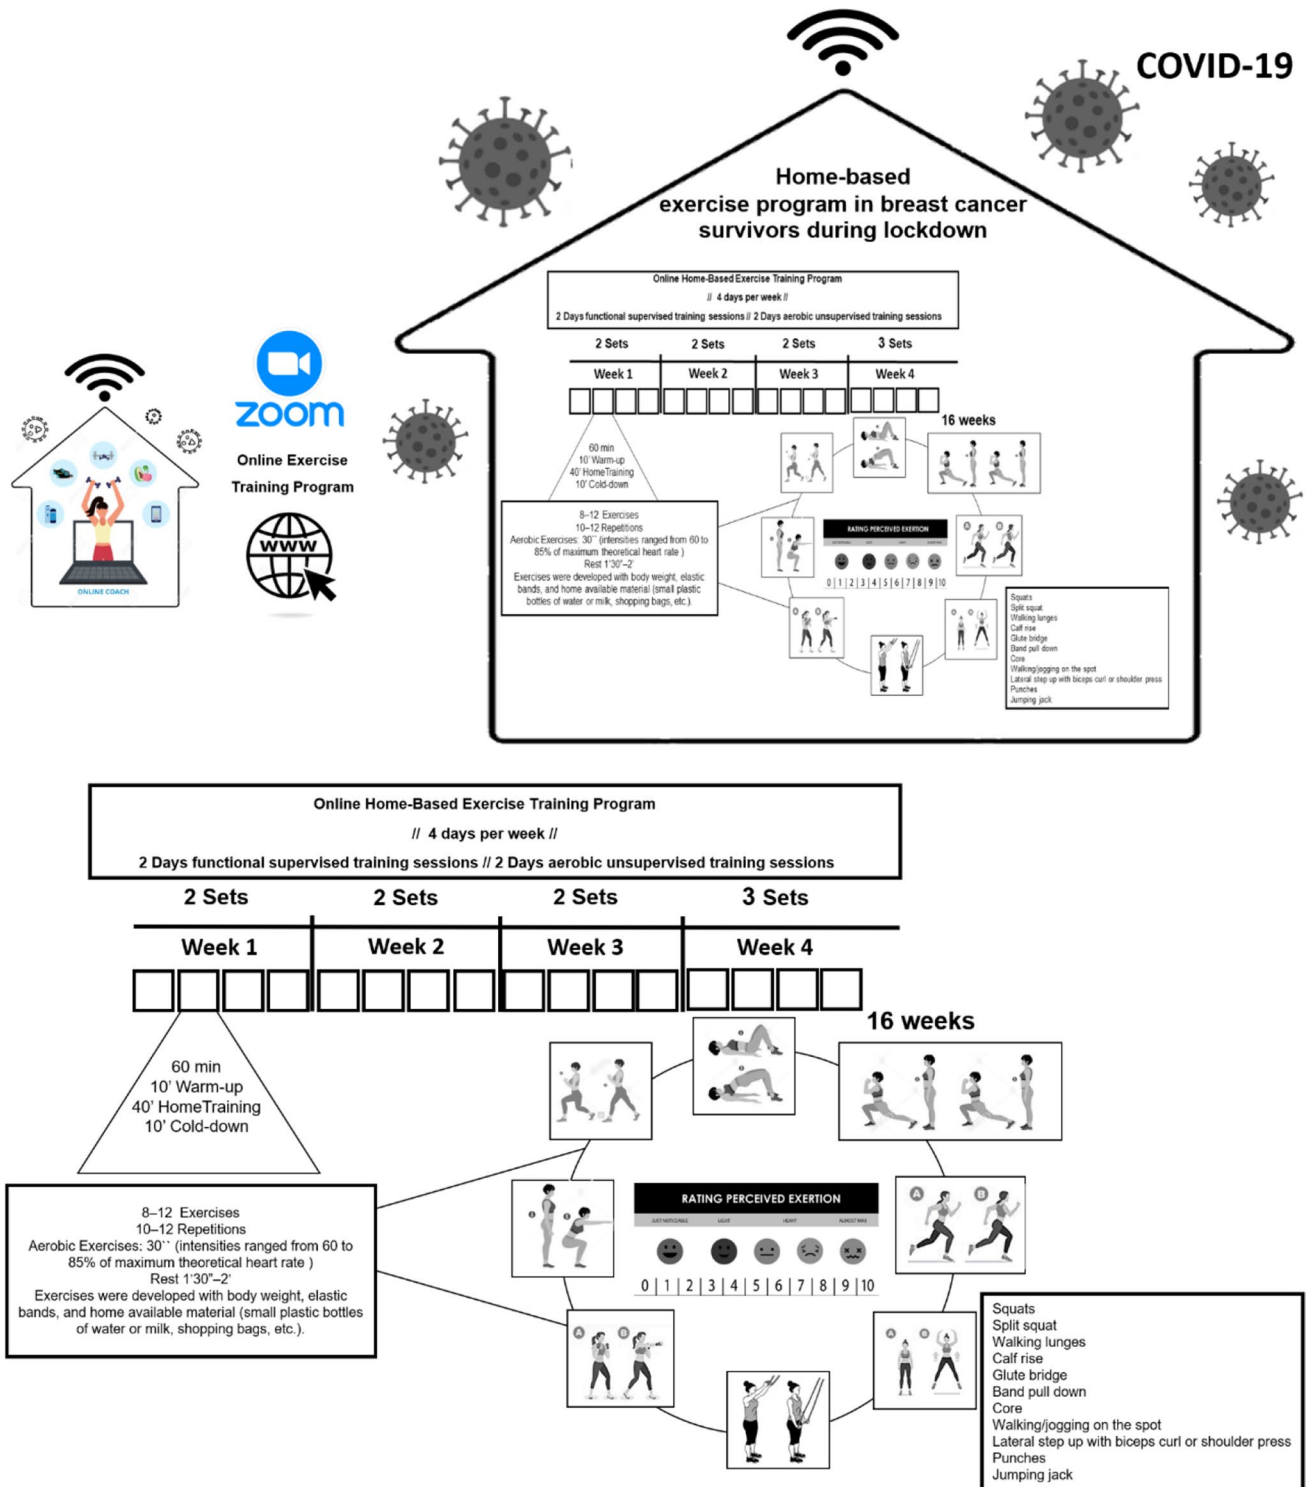 COVID-19
Home-based
exercise program in breast cancer
survivors during lockdown
Online Home-Based Exercise Training Program
// 4 days per week //
2 Days functional supervised training sessions // 2 Days aerobic unsupervised training sessions
2 Sets 2 Sets 2 Sets 3 Sets
Week 1 Week 2 Week 3 Week 4
16 weeks
60 min
10' Warm-up
40' HomeTraining
10' Cold-down
8–12 Exercises
10–12 Repetitions
Aerobic Exercises: 30`` (intensities ranged from 60 to
85% of maximum theoretical heart rate )
Rest 1'30"–2'
Exercises were developed with body weight, elastic
bands, and home available material (small plastic
bottles of water or milk, shopping bags, etc.).
RATING PERCEIVED EXERTION
0 1 2 3 4 5 6 7 8 9 10
Squats
Split squat
Walking lunges
Calf rise
Glute bridge
Band pull down
Core
Walking/jogging on the spot
Lateral step up with biceps curl or shoulder press
Punches
Jumping jack
zoom
Online Exercise
Training Program
www
ONLINE COACH
Online Home-Based Exercise Training Program
// 4 days per week //
2 Days functional supervised training sessions // 2 Days aerobic unsupervised training sessions
2 Sets 2 Sets 2 Sets 3 Sets
Week 1 Week 2 Week 3 Week 4
16 weeks
60 min
10' Warm-up
40' HomeTraining
10' Cold-down
8–12 Exercises
10–12 Repetitions
Aerobic Exercises: 30`` (intensities ranged from 60 to
85% of maximum theoretical heart rate )
Rest 1'30"–2'
Exercises were developed with body weight, elastic
bands, and home available material (small plastic bottles
of water or milk, shopping bags, etc.).
RATING PERCEIVED EXERTION
JUST NOTICEABLE LIGHT HEAVY ALMOST MAX
0 1 2 3 4 5 6 7 8 9 10
A B
A B
A B
Squats
Split squat
Walking lunges
Calf rise
Glute bridge
Band pull down
Core
Walking/jogging on the spot
Lateral step up with biceps curl or shoulder press
Punches
Jumping jack